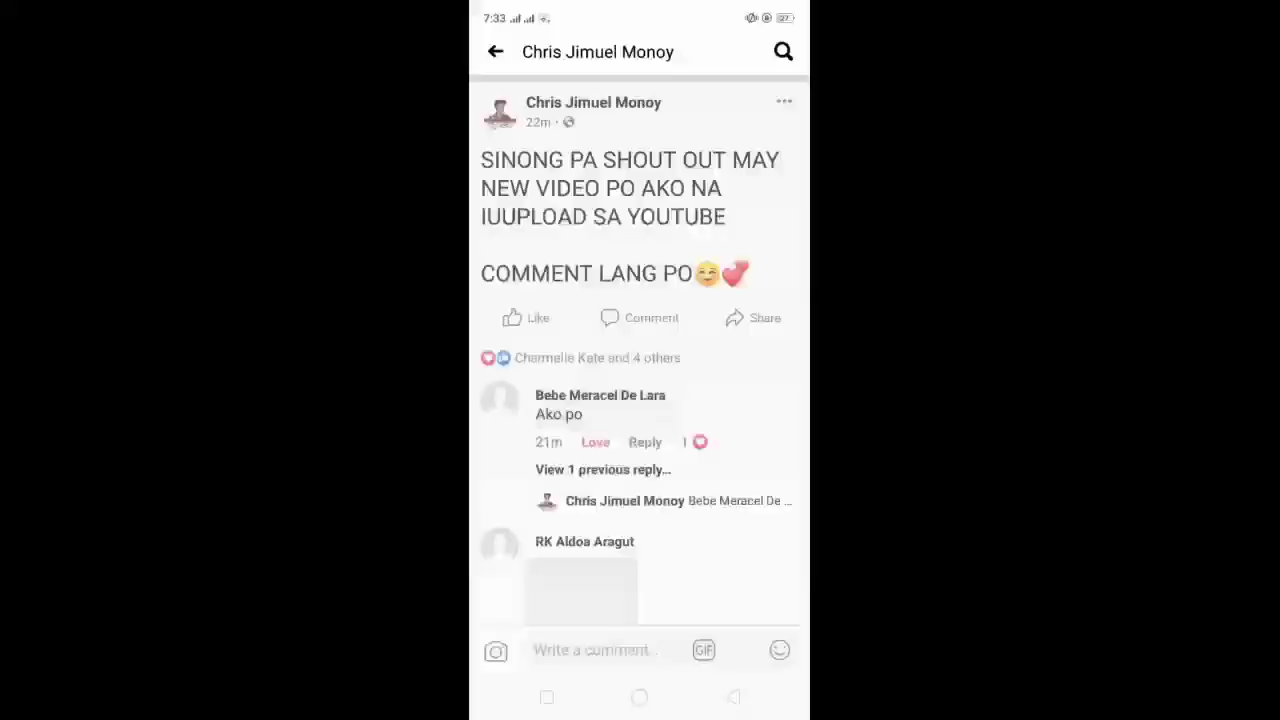 7:33
27
Chris Jimuel Monoy
Chris Jimuel Monoy
22m
SINONG PA SHOUT OUT MAY
NEW VIDEO PO AKO NA
IUUPLOAD SA YOUTUBE
COMMENT LANG PO😊💕
Like Comment Share
Charmelle Kate and 4 others
Bebe Meracel De Lara
Ako po
21m Love Reply 1
View 1 previous reply...
Chris Jimuel Monoy Bebe Meracel De ...
RK Aldoa Aragut
Write a comment... GIF